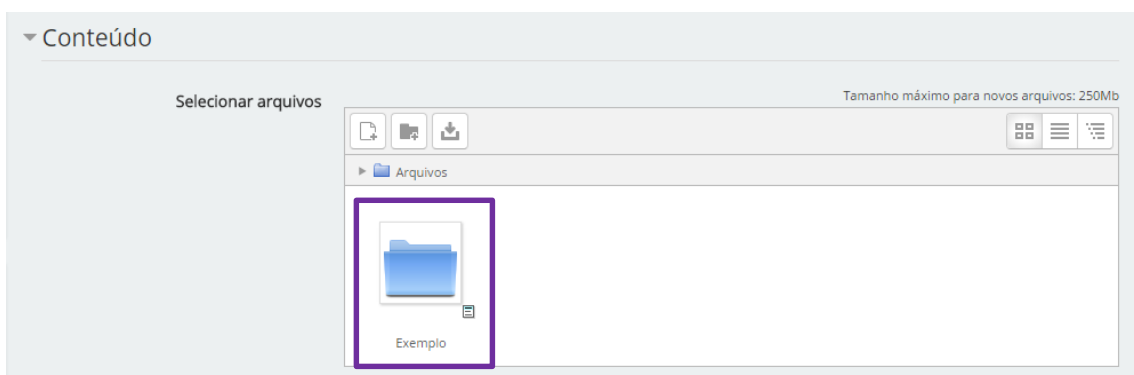 Conteúdo
Selecionar arquivos
Tamanho máximo para novos arquivos: 250Mb
Arquivos
Exemplo